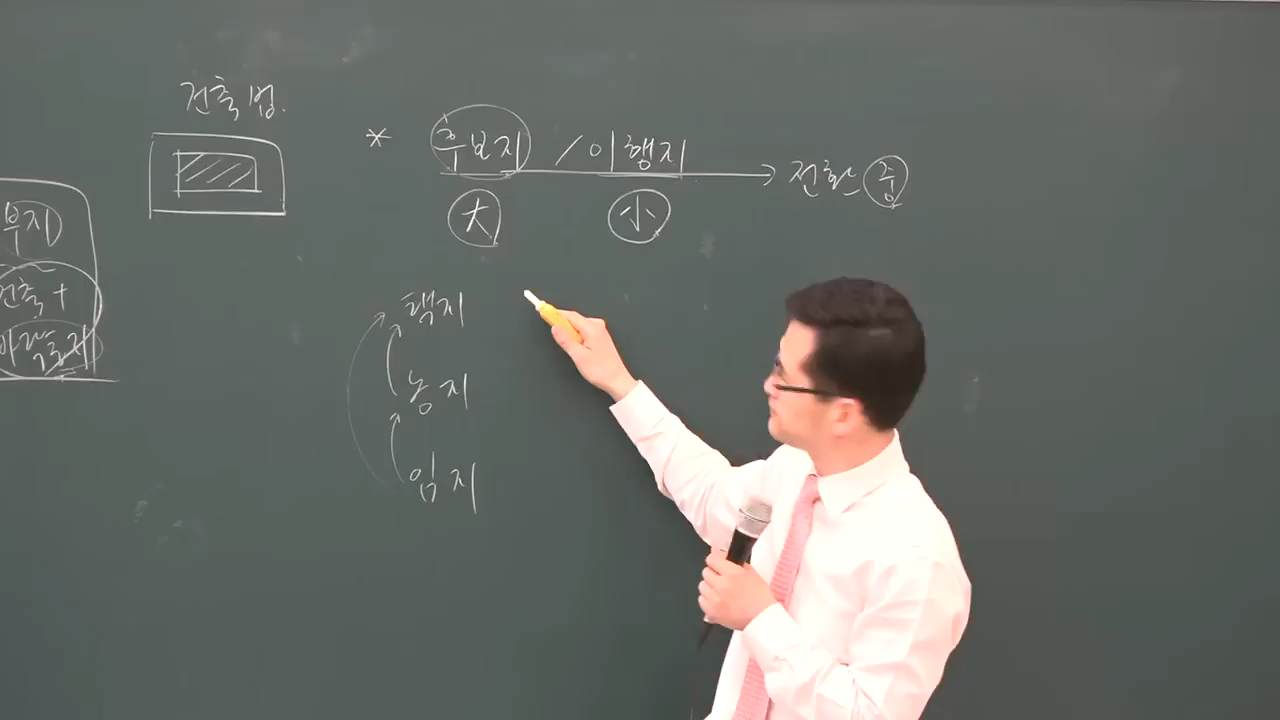 건축법.
* 후보지 / 이행지 → 전환 중
大 小
부지
건축 +
택지
농지
임지